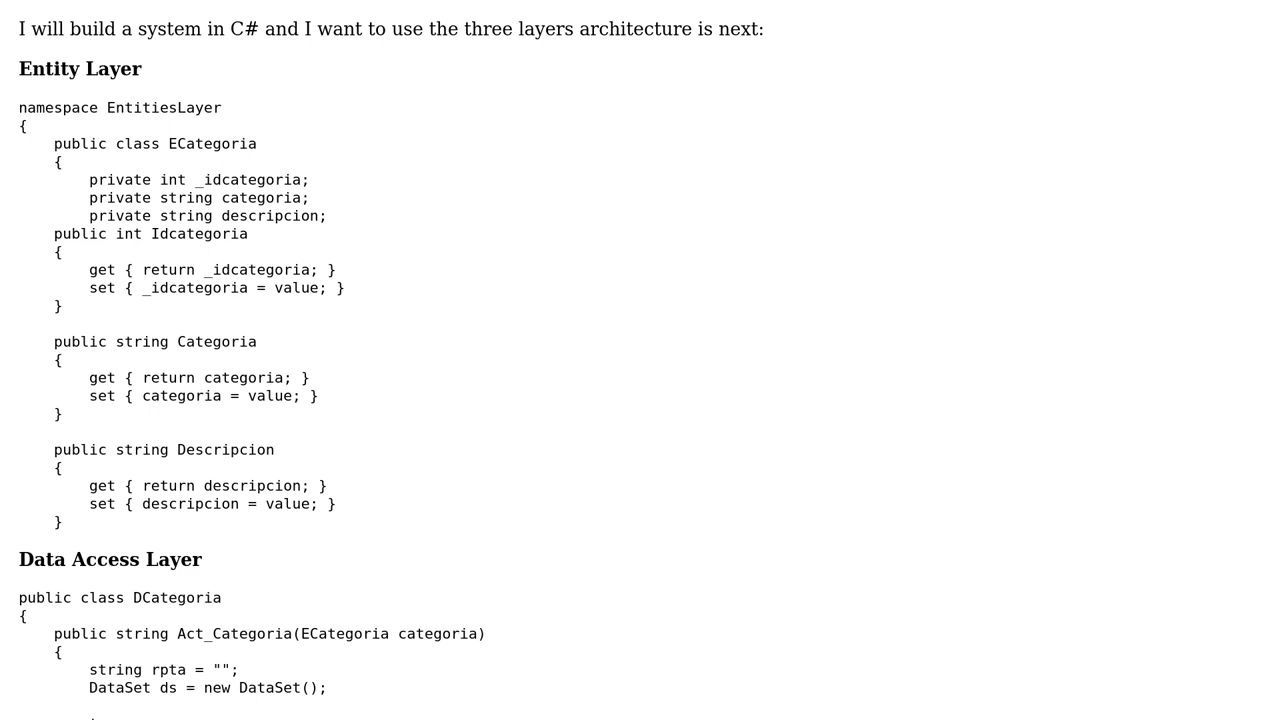 I will build a system in C# and I want to use the three layers architecture is next:
Entity Layer
namespace EntitiesLayer
{
    public class ECategoria
    {
        private int _idcategoria;
        private string categoria;
        private string descripcion;
    public int Idcategoria
    {
        get { return _idcategoria; }
        set { _idcategoria = value; }
    }

    public string Categoria
    {
        get { return categoria; }
        set { categoria = value; }
    }

    public string Descripcion
    {
        get { return descripcion; }
        set { descripcion = value; }
    }
Data Access Layer
public class DCategoria
{
    public string Act_Categoria(ECategoria categoria)
    {
        string rpta = "";
        DataSet ds = new DataSet();